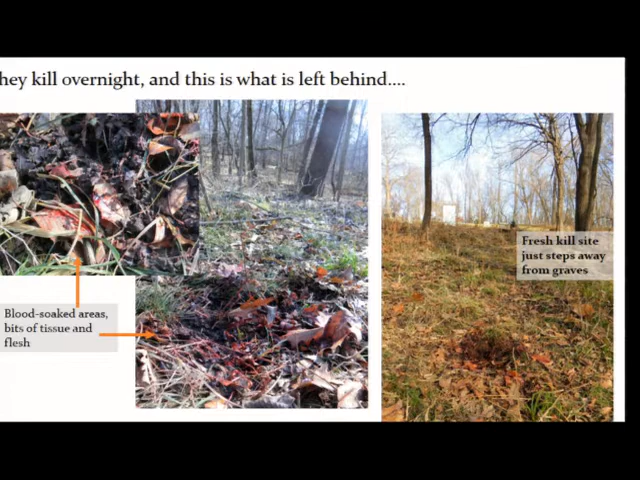 hey kill overnight, and this is what is left behind....
Fresh kill site
just steps away
from graves
Blood-soaked areas,
bits of tissue and
flesh